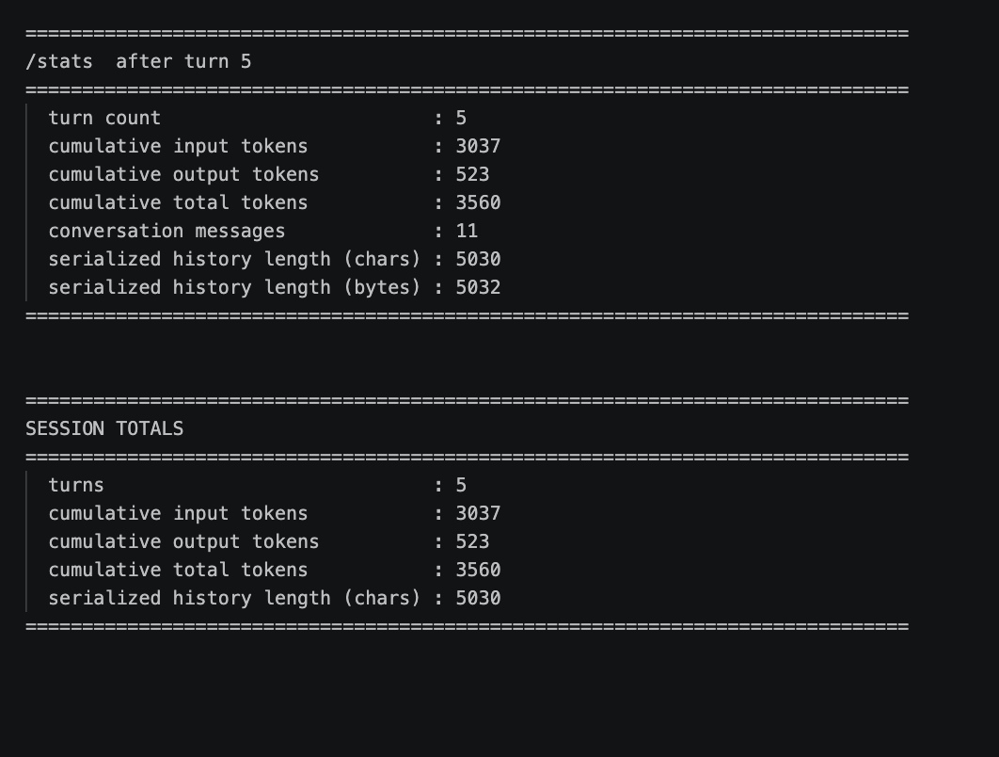 ==============================================================================
/stats  after turn 5
==============================================================================
  turn count                        : 5
  cumulative input tokens           : 3037
  cumulative output tokens          : 523
  cumulative total tokens           : 3560
  conversation messages             : 11
  serialized history length (chars) : 5030
  serialized history length (bytes) : 5032
==============================================================================
==============================================================================
SESSION TOTALS
==============================================================================
  turns                             : 5
  cumulative input tokens           : 3037
  cumulative output tokens          : 523
  cumulative total tokens           : 3560
  serialized history length (chars) : 5030
==============================================================================